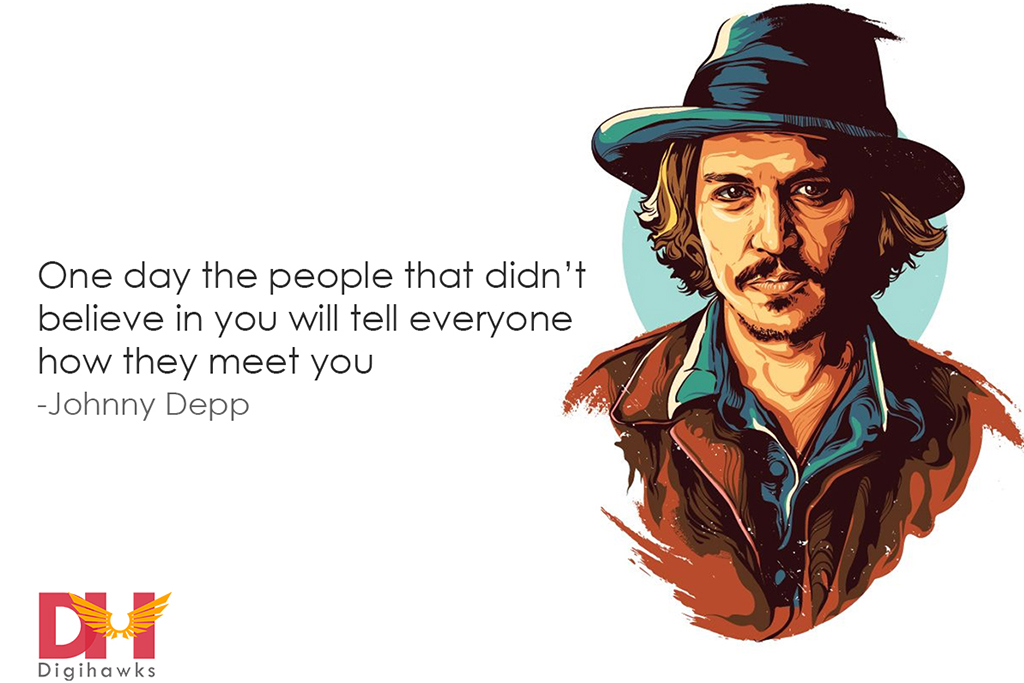 One day the people that didn’t
believe in you will tell everyone
how they meet you
-Johnny Depp
DH
Digihawks